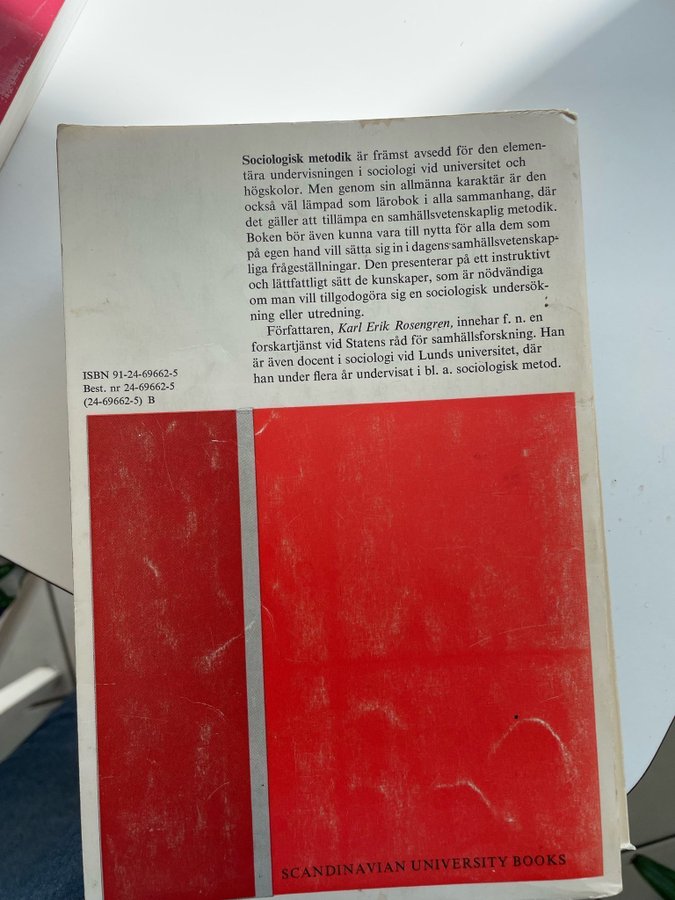 Sociologisk metodik är främst avsedd för den elemen-
tära undervisningen i sociologi vid universitet och
högskolor. Men genom sin allmänna karaktär är den
också väl lämpad som lärobok i alla sammanhang, där
det gäller att tillämpa en samhällsvetenskaplig metodik.
Boken bör även kunna vara till nytta för alla dem som
på egen hand vill sätta sig in i dagens samhällsvetenskap-
liga frågeställningar. Den presenterar på ett instruktivt
och lättfattligt sätt de kunskaper, som är nödvändiga
om man vill tillgodogöra sig en sociologisk undersök-
ning eller utredning.
Författaren, Karl Erik Rosengren, innehar f. n. en
forskartjänst vid Statens råd för samhällsforskning. Han
är även docent i sociologi vid Lunds universitet, där
han under flera år undervisat i bl. a. sociologisk metod.
ISBN 91-24-69662-5
Best. nr 24-69662-5
(24-69662-5) B
SCANDINAVIAN UNIVERSITY BOOKS